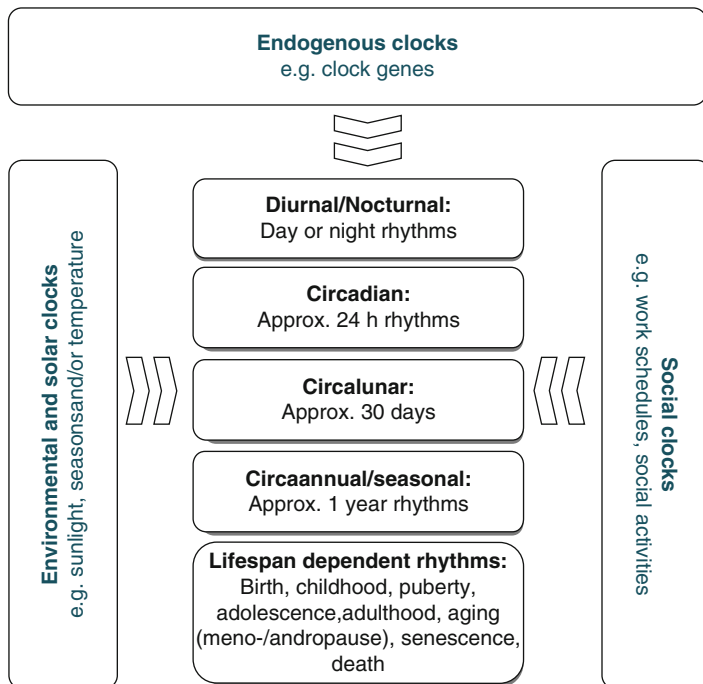 Endogenous clocks
e.g. clock genes
Environmental and solar clocks
e.g. sunlight, seasonsand/or temperature
Diurnal/Nocturnal:
Day or night rhythms
Circadian:
Approx. 24 h rhythms
Circalunar:
Approx. 30 days
Circaannual/seasonal:
Approx. 1 year rhythms
Lifespan dependent rhythms:
Birth, childhood, puberty,
adolescence,adulthood, aging
(meno-/andropause), senescence,
death
Social clocks
e.g. work schedules, social activities